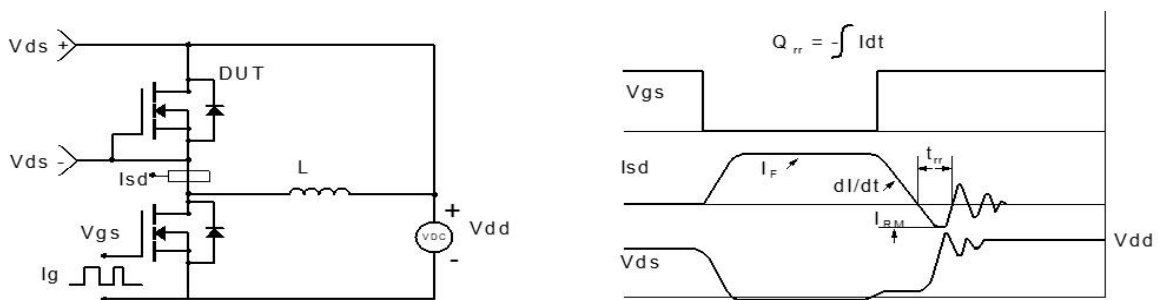 Vds +
DUT
Vds -
Isd
L
Vgs
Ig
+
VDC
-
Vdd
Q rr = -∫ Idt
Vgs
Isd
I F
dI/dt
t rr
I RM
Vds
Vdd